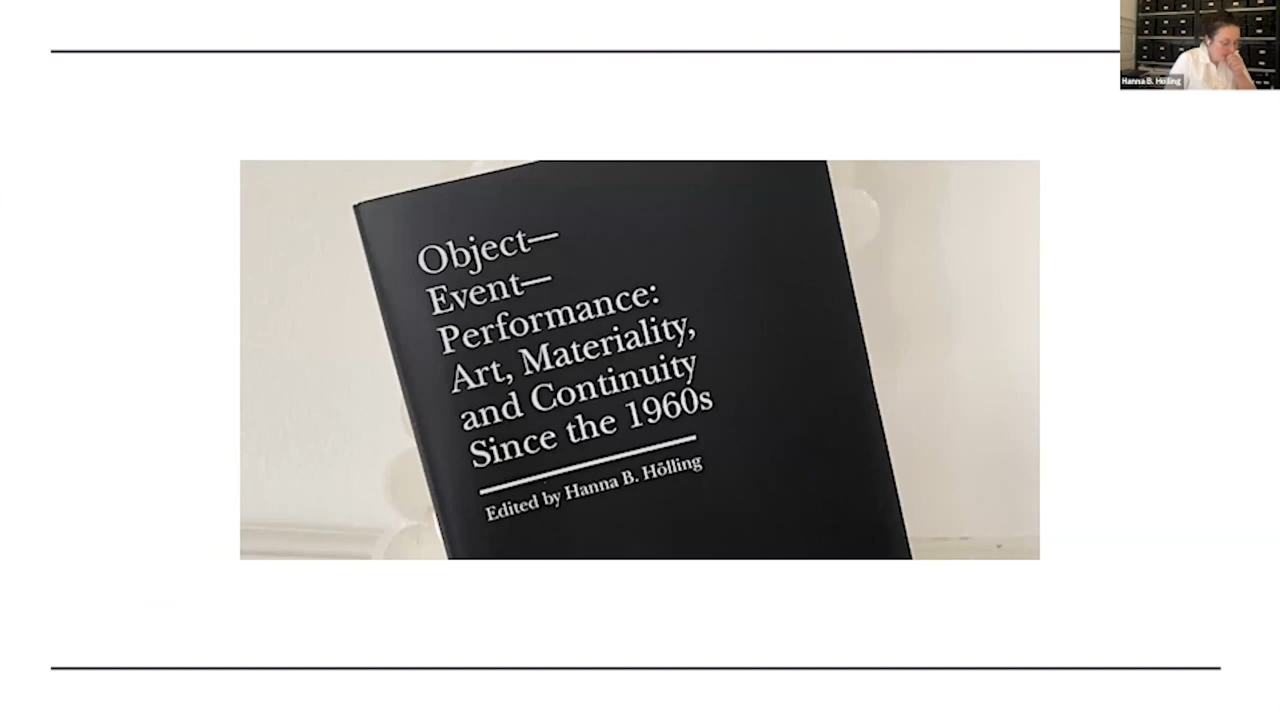 Hanna B. Hölling
Object—
Event—
Performance:
Art, Materiality,
and Continuity
Since the 1960s
Edited by Hanna B. Hölling